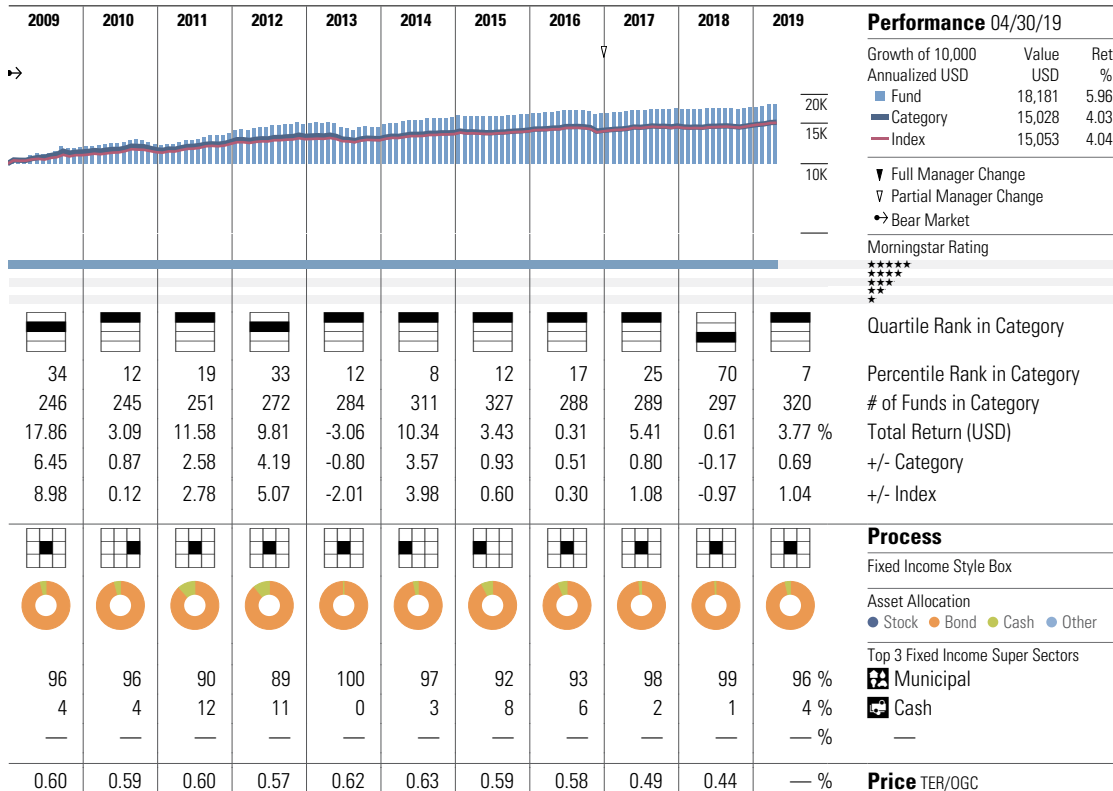 2009 2010 2011 2012 2013 2014 2015 2016 2017 2018 2019
Performance 04/30/19
Growth of 10,000 Value Ret
Annualized USD USD %
Fund 18,181 5.96
Category 15,028 4.03
Index 15,053 4.04
20K
15K
10K
Full Manager Change
Partial Manager Change
Bear Market
Morningstar Rating
★★★★★
★★★★
★★★
★★
★
Quartile Rank in Category
34 12 19 33 12 8 12 17 25 70 7 Percentile Rank in Category
246 245 251 272 284 311 327 288 289 297 320 # of Funds in Category
17.86 3.09 11.58 9.81 -3.06 10.34 3.43 0.31 5.41 0.61 3.77 % Total Return (USD)
6.45 0.87 2.58 4.19 -0.80 3.57 0.93 0.51 0.80 -0.17 0.69 +/- Category
8.98 0.12 2.78 5.07 -2.01 3.98 0.60 0.30 1.08 -0.97 1.04 +/- Index
Process
Fixed Income Style Box
Asset Allocation
Stock Bond Cash Other
Top 3 Fixed Income Super Sectors
96 96 90 89 100 97 92 93 98 99 96 % Municipal
4 4 12 11 0 3 8 6 2 1 4 % Cash
— — — — — — — — — — — % —
0.60 0.59 0.60 0.57 0.62 0.63 0.59 0.58 0.49 0.44 — % Price TER/OGC